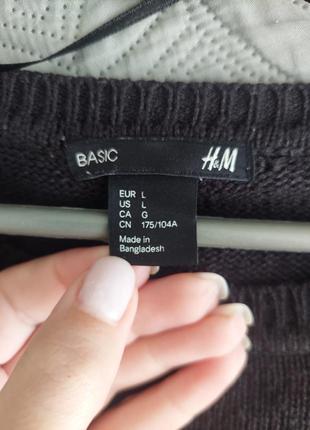 BASIC H&M
EUR L
US L
CA G
CN 175/104A
Made in
Bangladesh